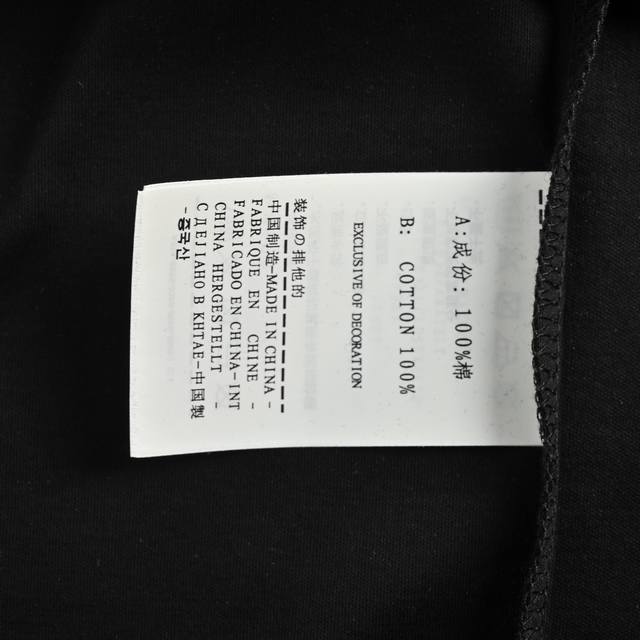 A:成份: 100%棉
B: COTTON 100%
EXCLUSIVE OF DECORATION
装饰の排他的
中国制造-MADE IN CHINA-
FABRIQUE EN CHINE -
FABRICADO EN CHINA-INT
CHINA HERGESTELLT -
C ДЕJIАНО В КНТАЕ-中国製
-중국산